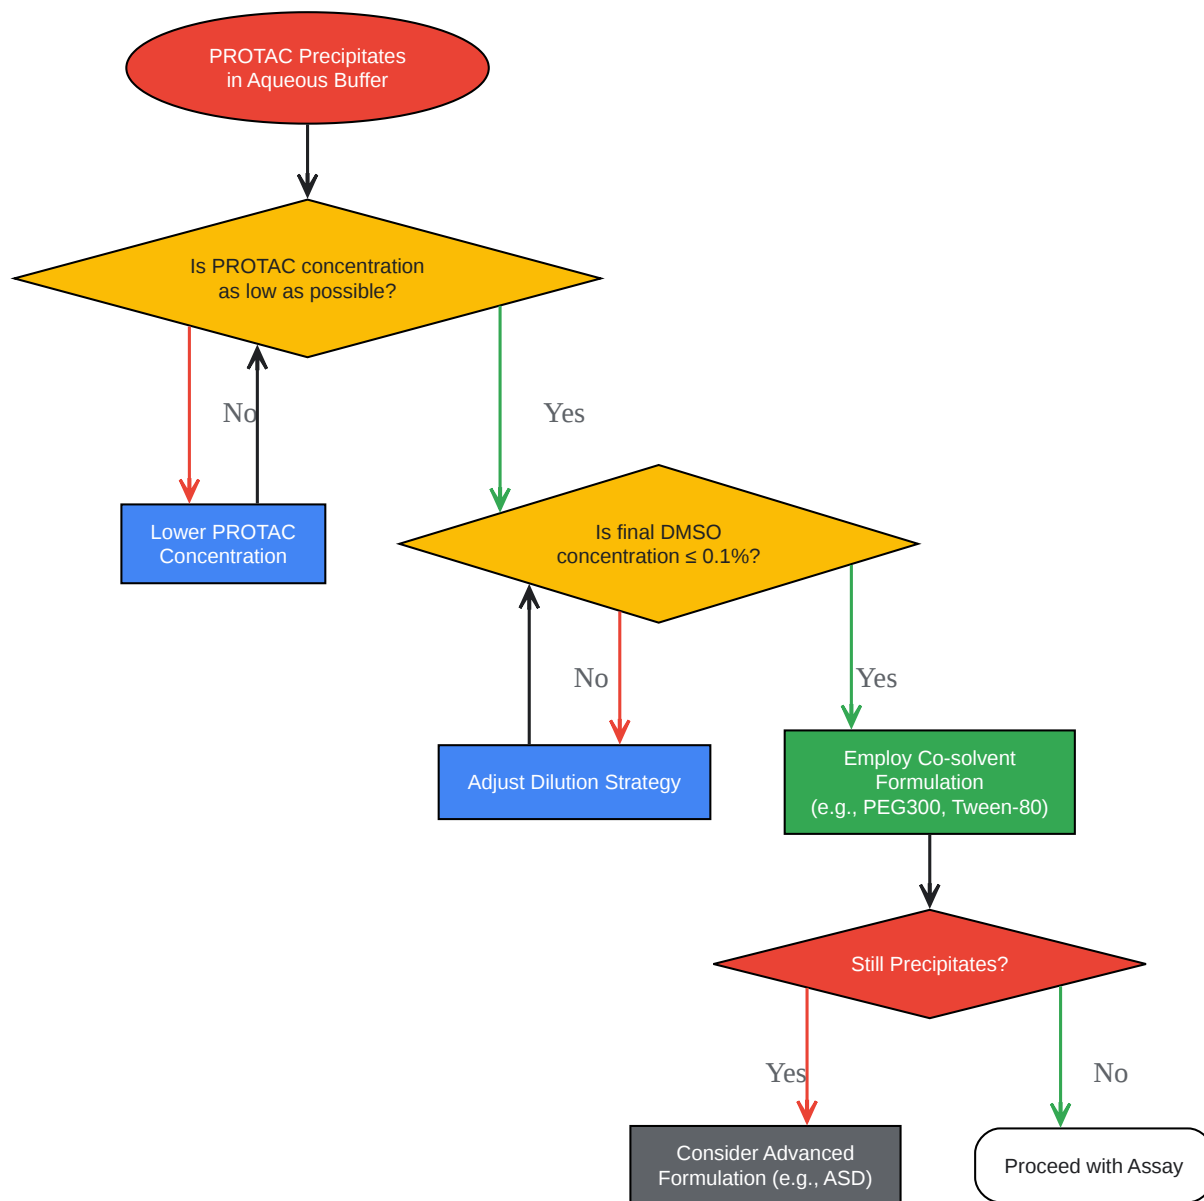 PROTAC Precipitates
in Aqueous Buffer
Is PROTAC concentration
as low as possible?
No
Yes
Lower PROTAC
Concentration
Is final DMSO
concentration ≤ 0.1%?
No
Yes
Adjust Dilution Strategy
Employ Co-solvent
Formulation
(e.g., PEG300, Tween-80)
Still Precipitates?
Yes
No
Consider Advanced
Formulation (e.g., ASD)
Proceed with Assay